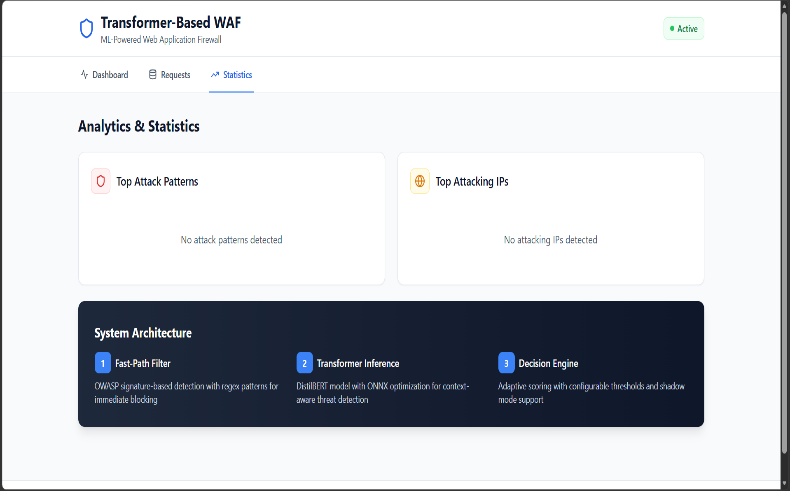 Transformer-Based WAF
ML-Powered Web Application Firewall
Active
Dashboard
Requests
Statistics
Analytics & Statistics
Top Attack Patterns
No attack patterns detected
Top Attacking IPs
No attacking IPs detected
System Architecture
1
Fast-Path Filter
OWASP signature-based detection with regex patterns for
immediate blocking
2
Transformer Inference
DistilBERT model with ONNX optimization for context-
aware threat detection
3
Decision Engine
Adaptive scoring with configurable thresholds and shadow
mode support